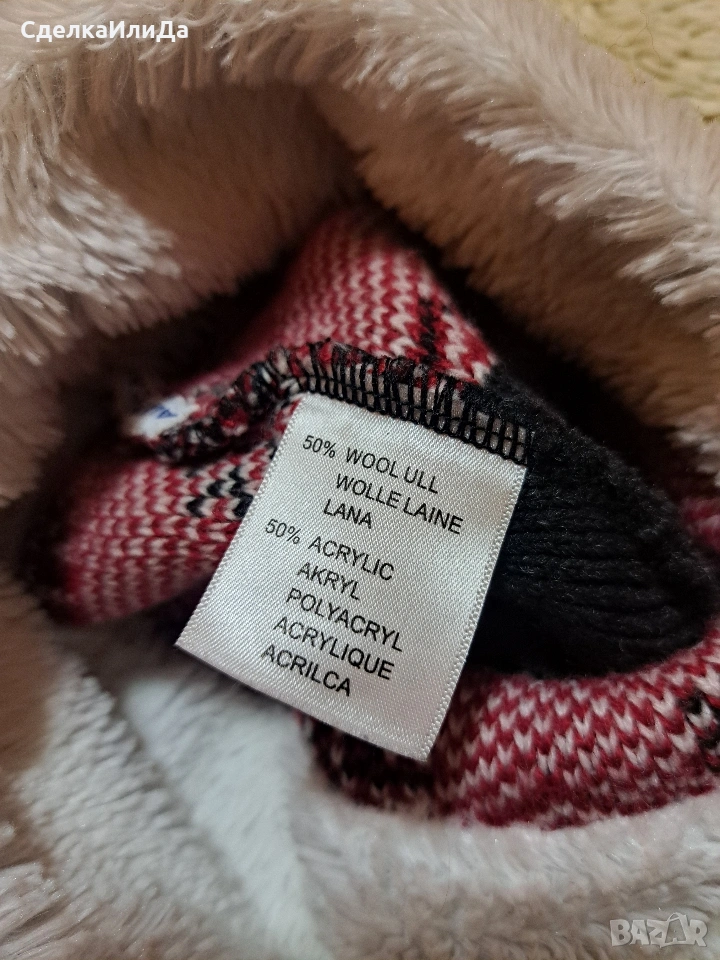 СделкаИлиДа
50% WOOL ULL
WOLLE LAINE
LANA
50% ACRYLIC
AKRYL
POLYACRYL
ACRYLIQUE
ACRILCA
BAZAR